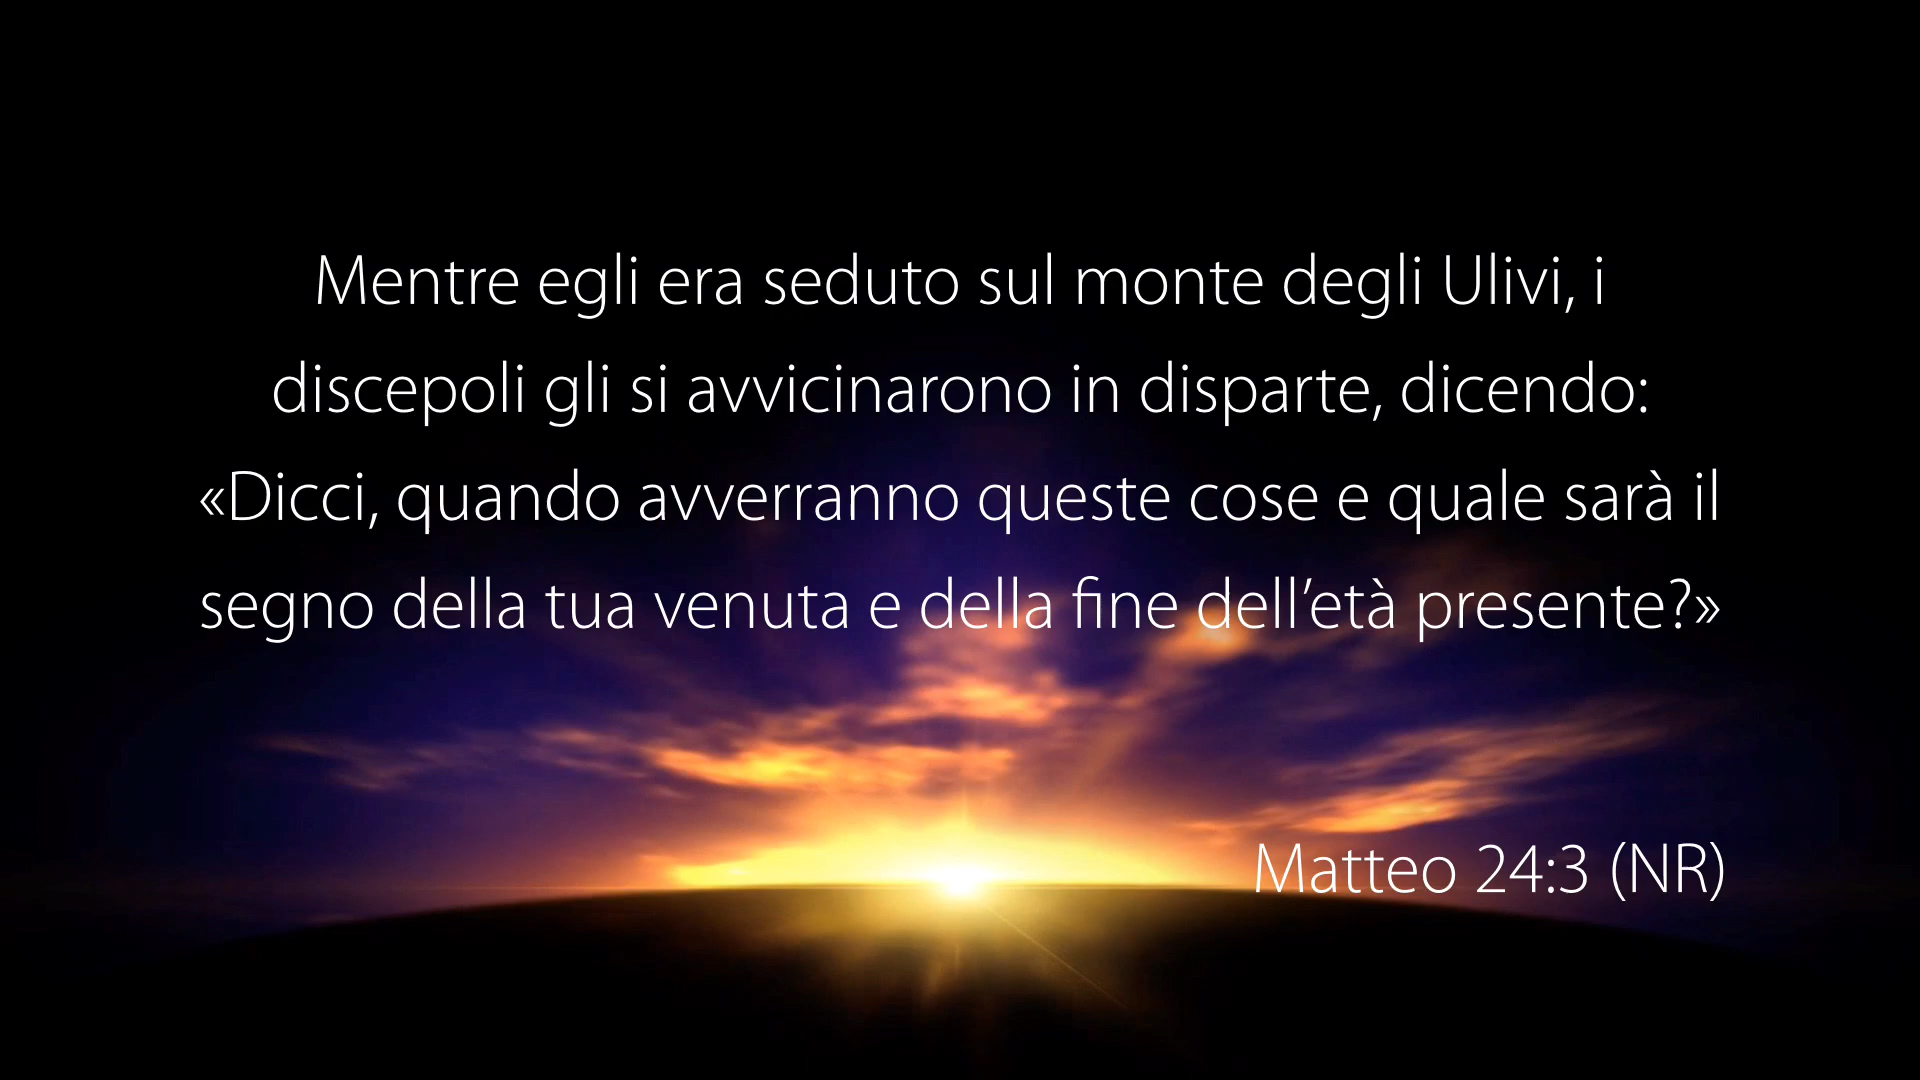 Mentre egli era seduto sul monte degli Ulivi, i
discepoli gli si avvicinarono in disparte, dicendo:
«Dicci, quando avverranno queste cose e quale sarà il
segno della tua venuta e della fine dell’età presente?»
Matteo 24:3 (NR)